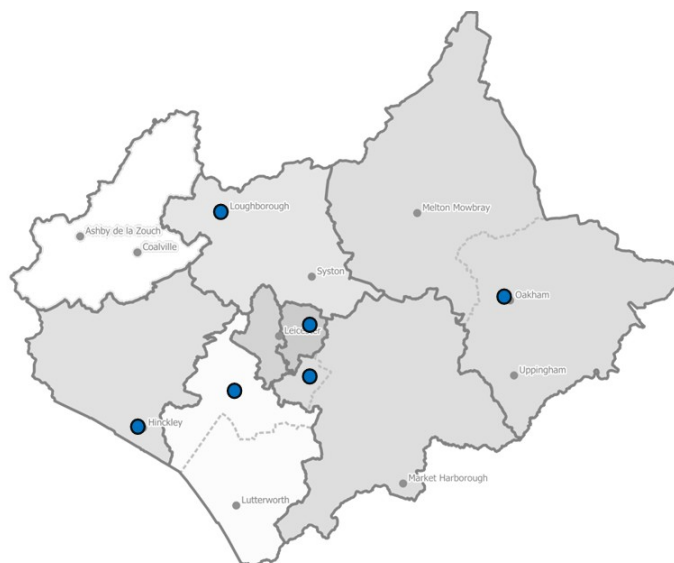 Loughborough
Melton Mowbray
Ashby de la Zouch
Coalville
Syston
Oakham
Leicester
Uppingham
Hinckley
Market Harborough
Lutterworth